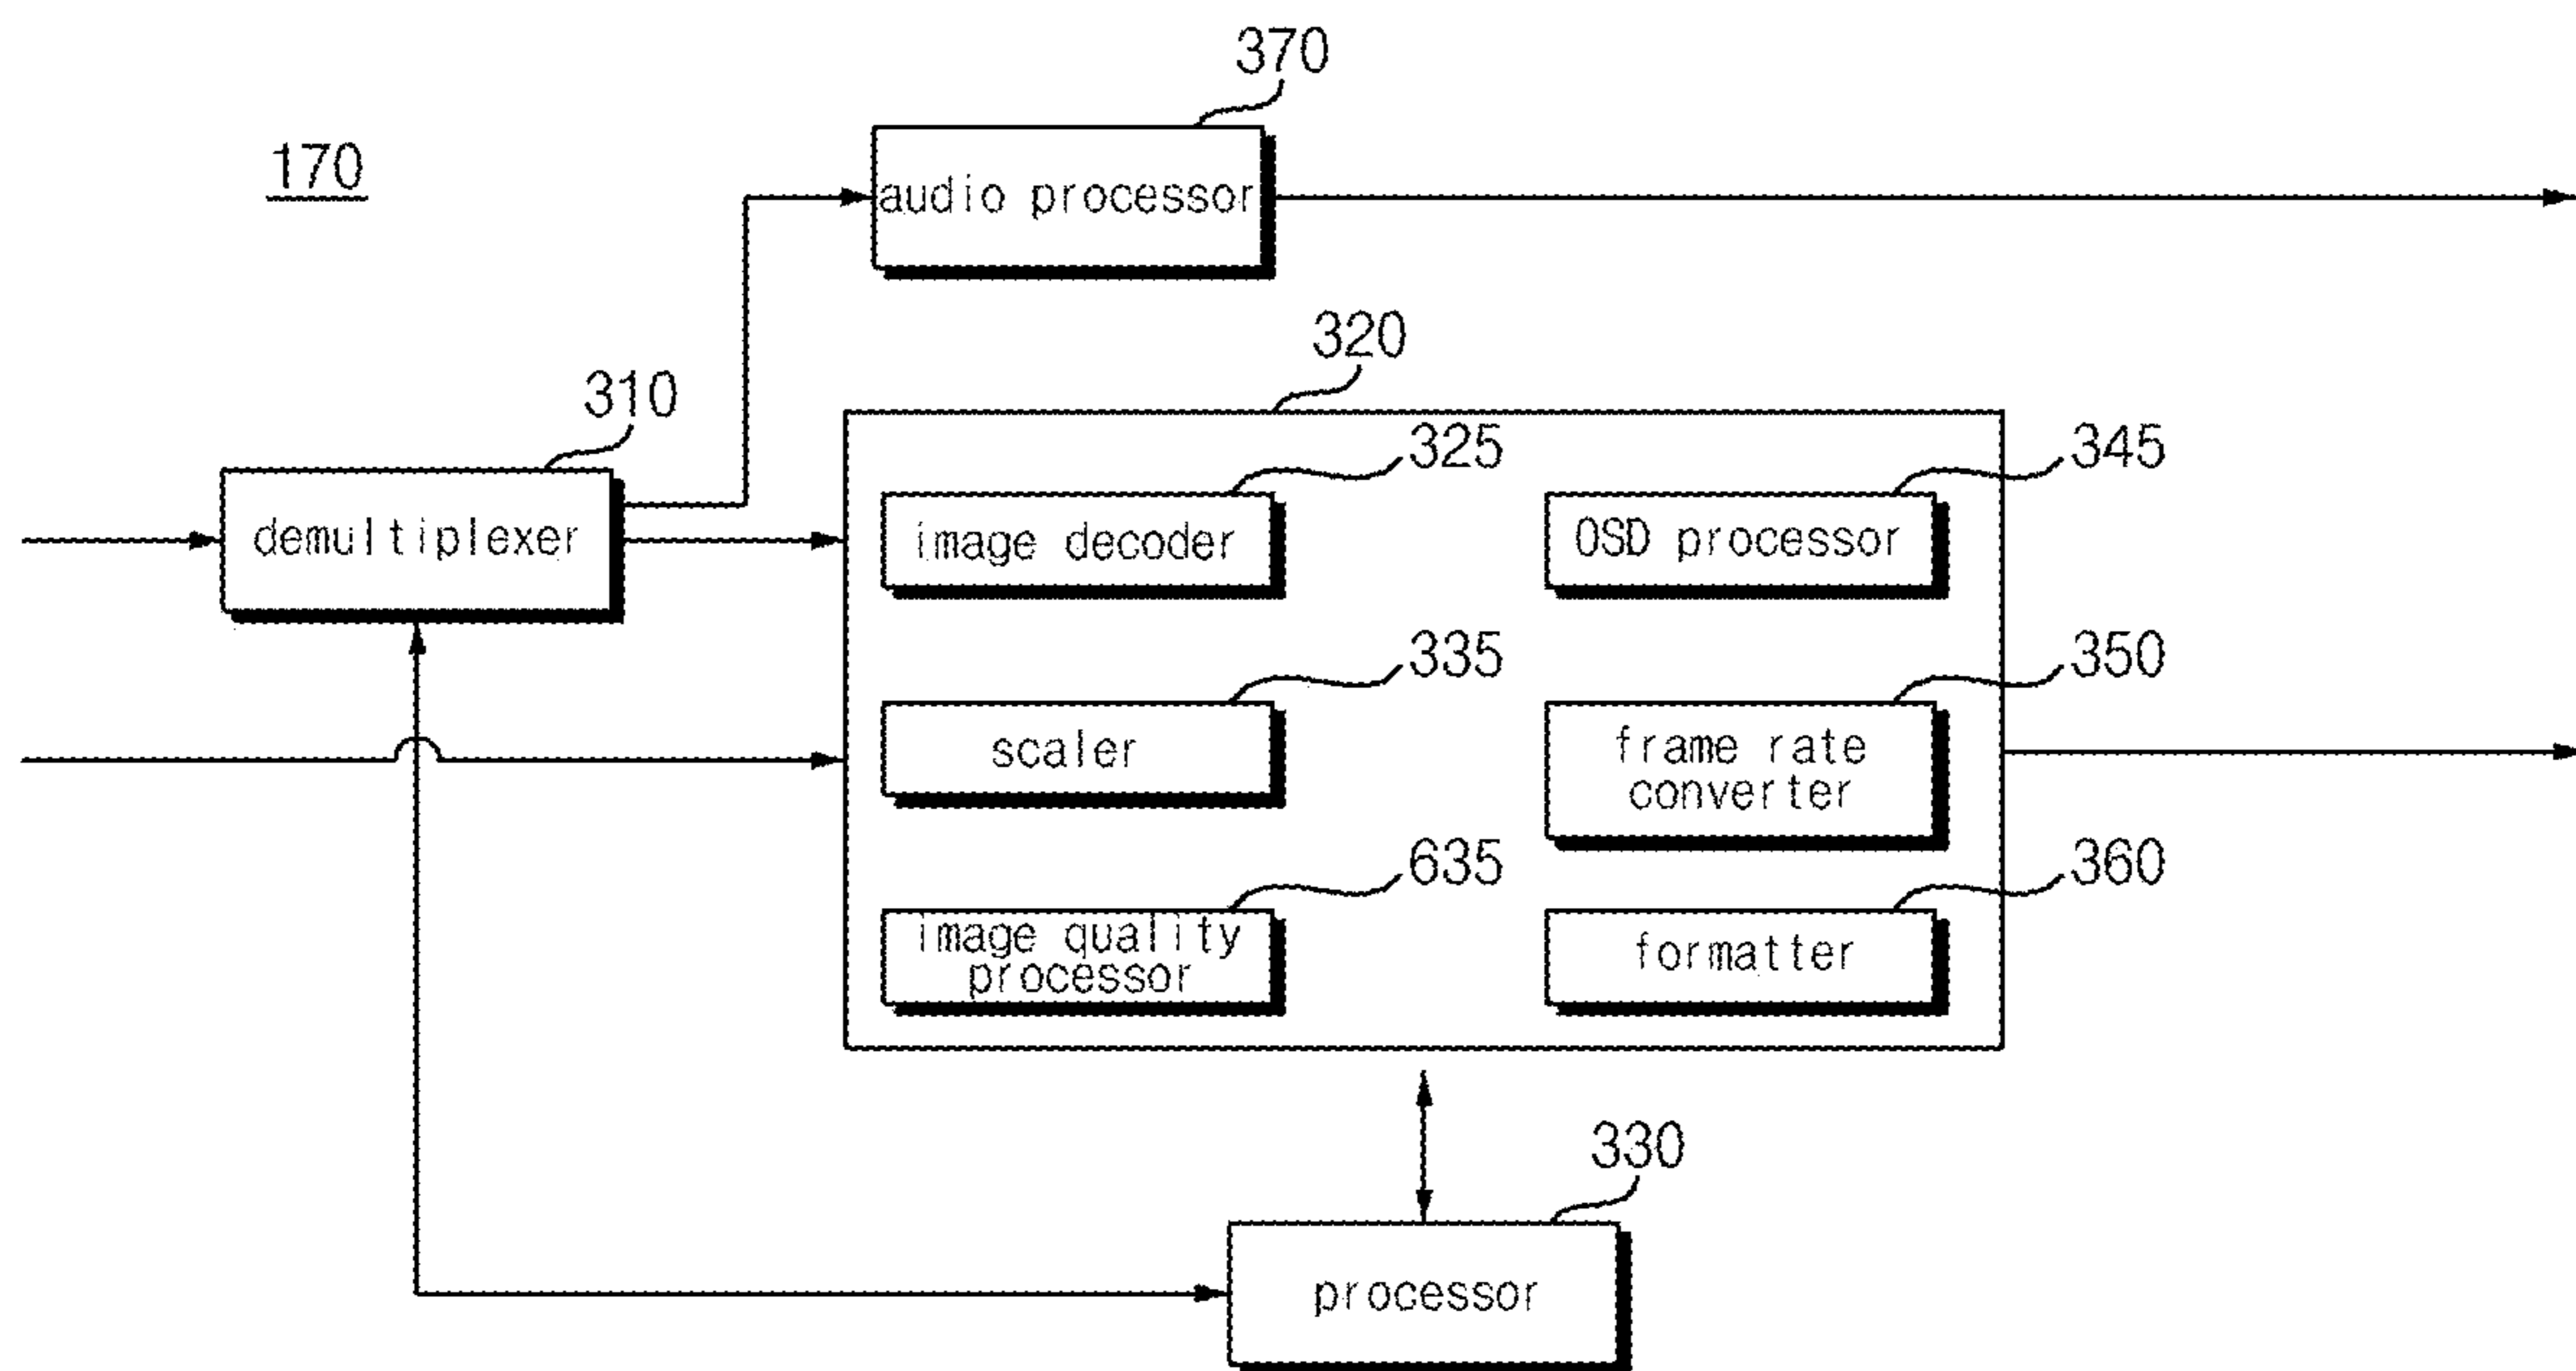 370
170
audio processor
320
310
325
345
demultiplexer
image decoder
OSD processor
335
350
scaler
frame rate
converter
635
360
image quality
processor
formatter
330
processor